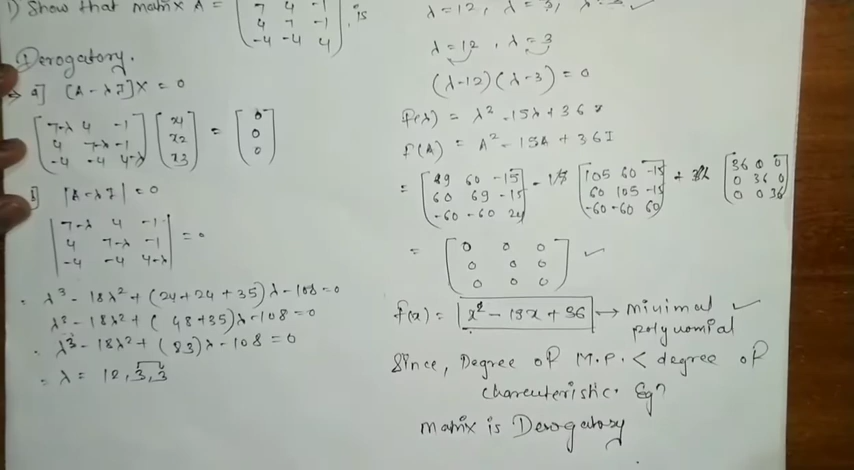 1) Show that matrix A = [7 4 -1
4 7 -1
-4 -4 4], is
Derogatory.
→ a] [A - λI]X = 0
[7-λ 4 -1
4 7-λ -1
-4 -4 4-λ] [x1
x2
x3] = [0
0
0]
|A - λI| = 0
|7-λ 4 -1
4 7-λ -1
-4 -4 4-λ| = 0
λ³ - 18λ² + (24+24+35)λ - 108 = 0
λ³ - 18λ² + ( 48+35)λ - 108 = 0
λ³ - 18λ² + (83)λ - 108 = 0
= λ = 12, 3, 3
λ = 12, λ = 3,
λ = 12, λ = 3
(λ-12) (λ-3) = 0
f(λ) = λ² - 15λ + 36
f(A) = A² - 15A + 36I
= [69 60 -15
60 69 -15
-60 -60 24] - [105 60 -15
60 105 -15
-60 -60 60] + [36 0 0
0 36 0
0 0 36]
= [0 0 0
0 0 0
0 0 0] ✓
f(x) = x² - 15x + 36 → minimal ✓
polynomial
Since, Degree of M.P. < degree of
charecteristic. Eqn
matrix is Derogatory